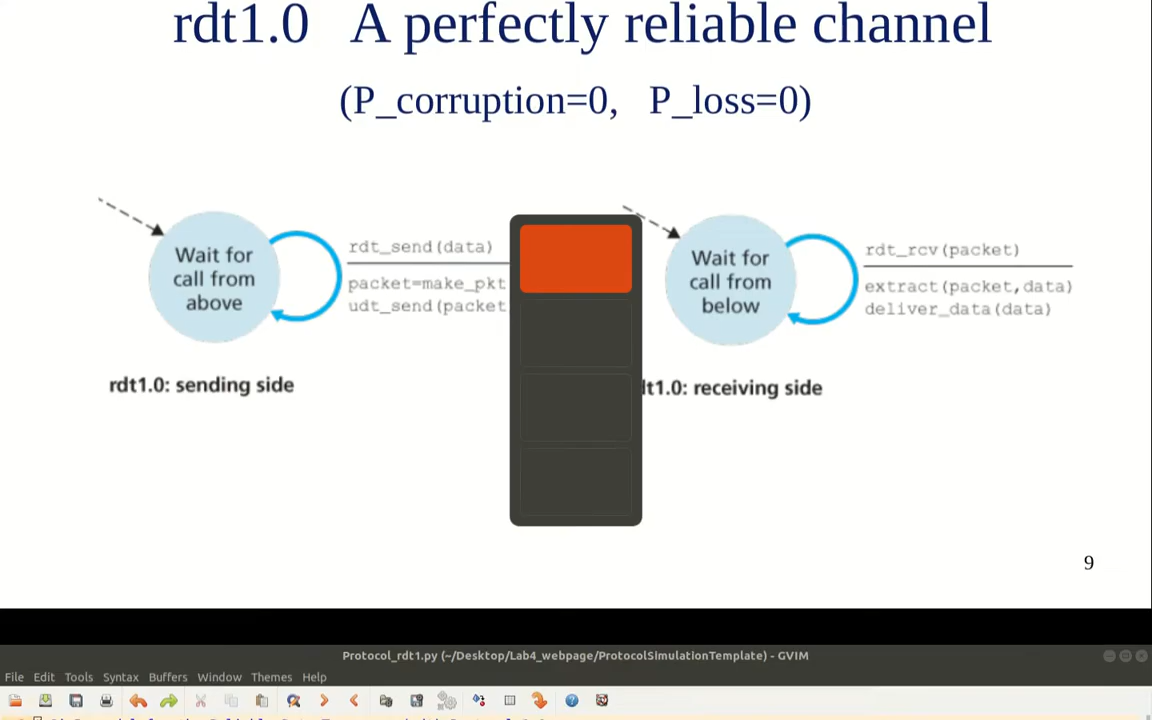 rdt1.0 A perfectly reliable channel
(P_corruption=0, P_loss=0)
Wait for
call from
above
rdt_send(data)
packet=make_pkt
udt_send(packet
rdt1.0: sending side
Wait for
call from
below
rdt_rcv(packet)
extract(packet,data)
deliver_data(data)
dt1.0: receiving side
9
Protocol_rdt1.py (~/Desktop/Lab4_webpage/ProtocolSimulationTemplate) - GVIM
File Edit Tools Syntax Buffers Window Themes Help